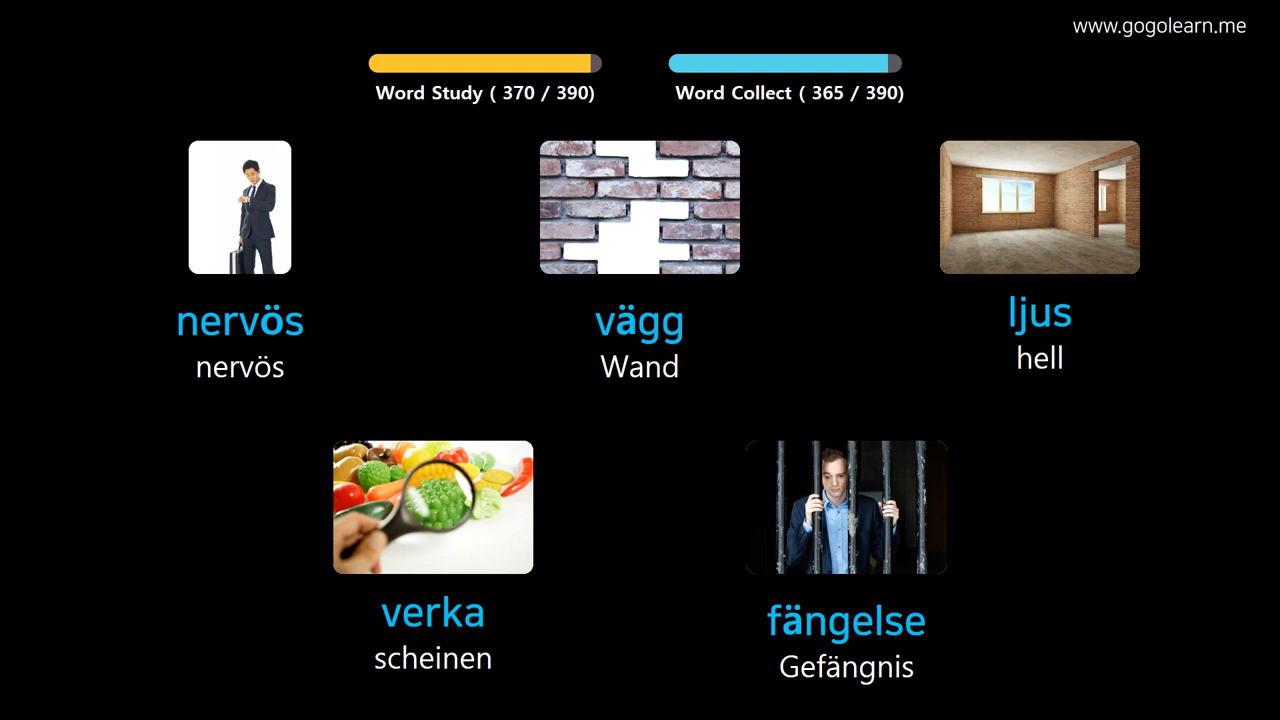 www.gogolearn.me
Word Study ( 370 / 390)
Word Collect ( 365 / 390)
nervös
nervös
vägg
Wand
ljus
hell
verka
scheinen
fängelse
Gefängnis